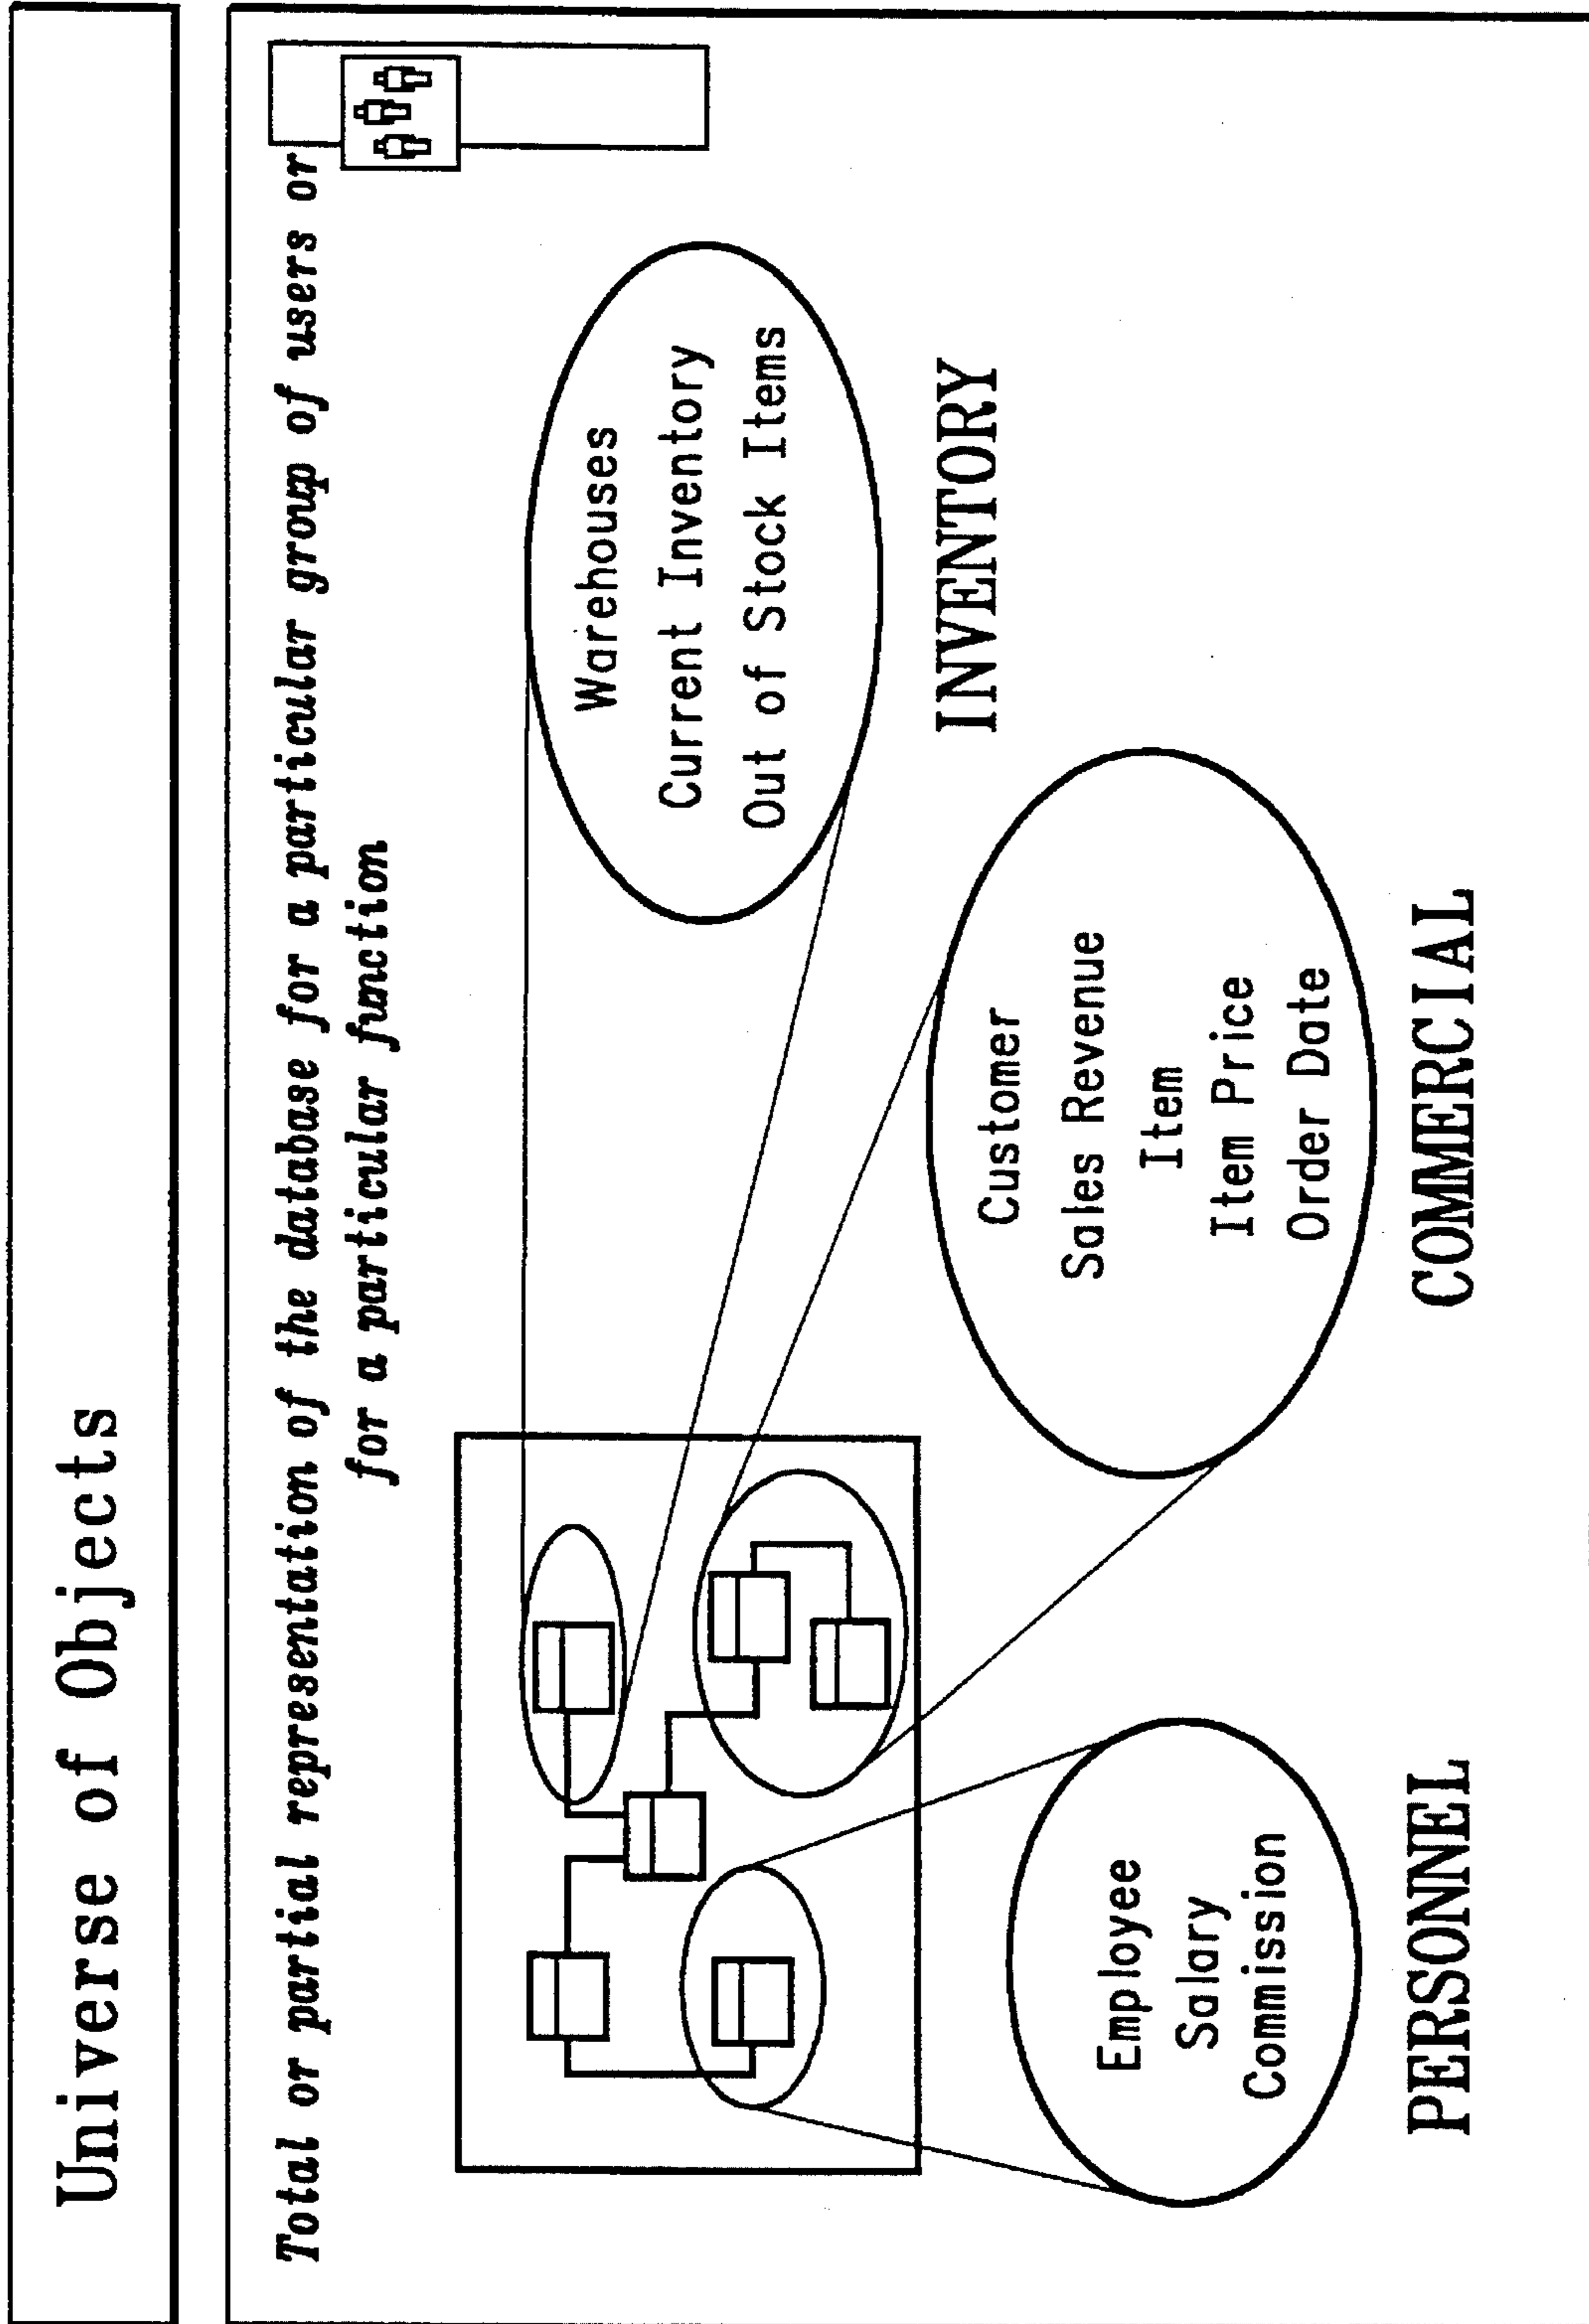 Universe of Objects
Total or partial representation of the database for a particular group of users or
for a particular function
Warehouses
Current Inventory
Out of Stock Items
INVENTORY
Customer
Sales Revenue
Item
Item Price
Order Date
COMMERCIAL
Employee
Salary
Commission
PERSONNEL